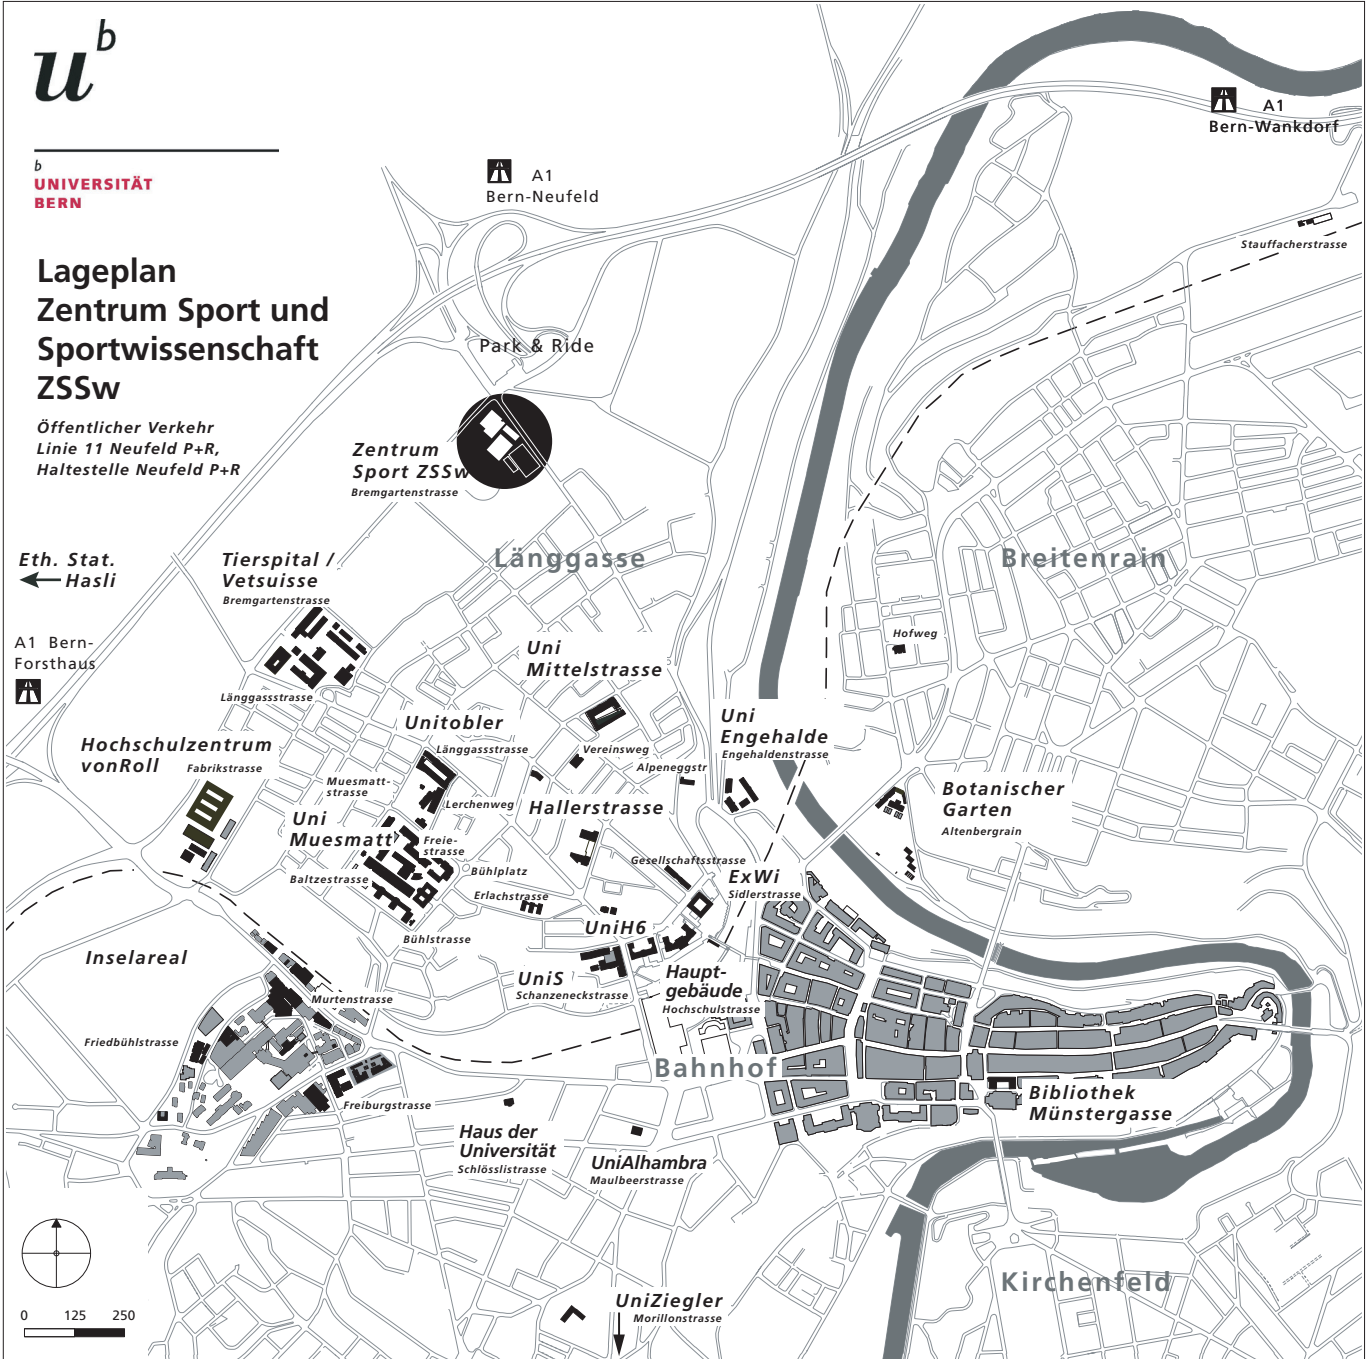 u b
b
UNIVERSITÄT
BERN
Lageplan
Zentrum Sport und
Sportwissenschaft
ZSSw
Öffentlicher Verkehr
Linie 11 Neufeld P+R,
Haltestelle Neufeld P+R
A1
Bern-Neufeld
A1
Bern-Wankdorf
Stauffacherstrasse
Park & Ride
Zentrum
Sport ZSSw
Bremgartenstrasse
Eth. Stat.
Hasli
Tierspital /
Vetsuisse
Bremgartenstrasse
Länggasse
Breitenrain
A1 Bern-
Forsthaus
Hofweg
Uni
Mittelstrasse
Länggassstrasse
Unitobler
Länggassstrasse
Vereinsweg
Alpeneggstr
Uni
Engehalde
Engehaldenstrasse
Hochschulzentrum
vonRoll
Fabrikstrasse
Muesmatt-
strasse
Lerchenweg
Hallerstrasse
Botanischer
Garten
Altenbergrain
Uni
Muesmatt
Freie-
strasse
Baltzestrasse
Bühlplatz
Erlachstrasse
Gesellschaftsstrasse
ExWi
Sidlerstrasse
Bühlstrasse
UniH6
Inselareal
UniS
Schanzeneckstrasse
Haupt-
gebäude
Hochschulstrasse
Murtenstrasse
Friedbühlstrasse
Bahnhof
Freiburgstrasse
Bibliothek
Münstergasse
Haus der
Universität
Schlösslistrasse
UniAlhambra
Maulbeerstrasse
Kirchenfeld
UniZiegler
Morillonstrasse
0 125 250